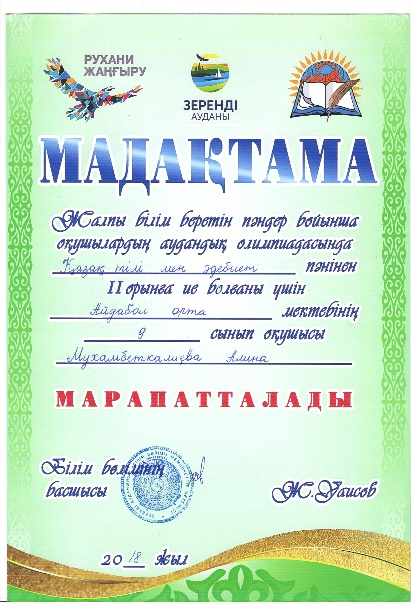 РУХАНИ
ЖАҢҒЫРУ
ЗЕРЕНДІ
АУДАНЫ
МАДАҚТАМА
Жалпы білім беретін пәндер бойынша
оқушылардың аудандық олимпиадасында
Қазақ тілі мен әдебиет пәнінен
II орынға ие болғаны үшін
Айдабол орта мектебінің
9 сынып оқушысы
Мухамбеткалиева Алина
МАРАПАТТАЛАДЫ
Білім бөлімінің
басшысы Ж.Уаисов
2018 жыл